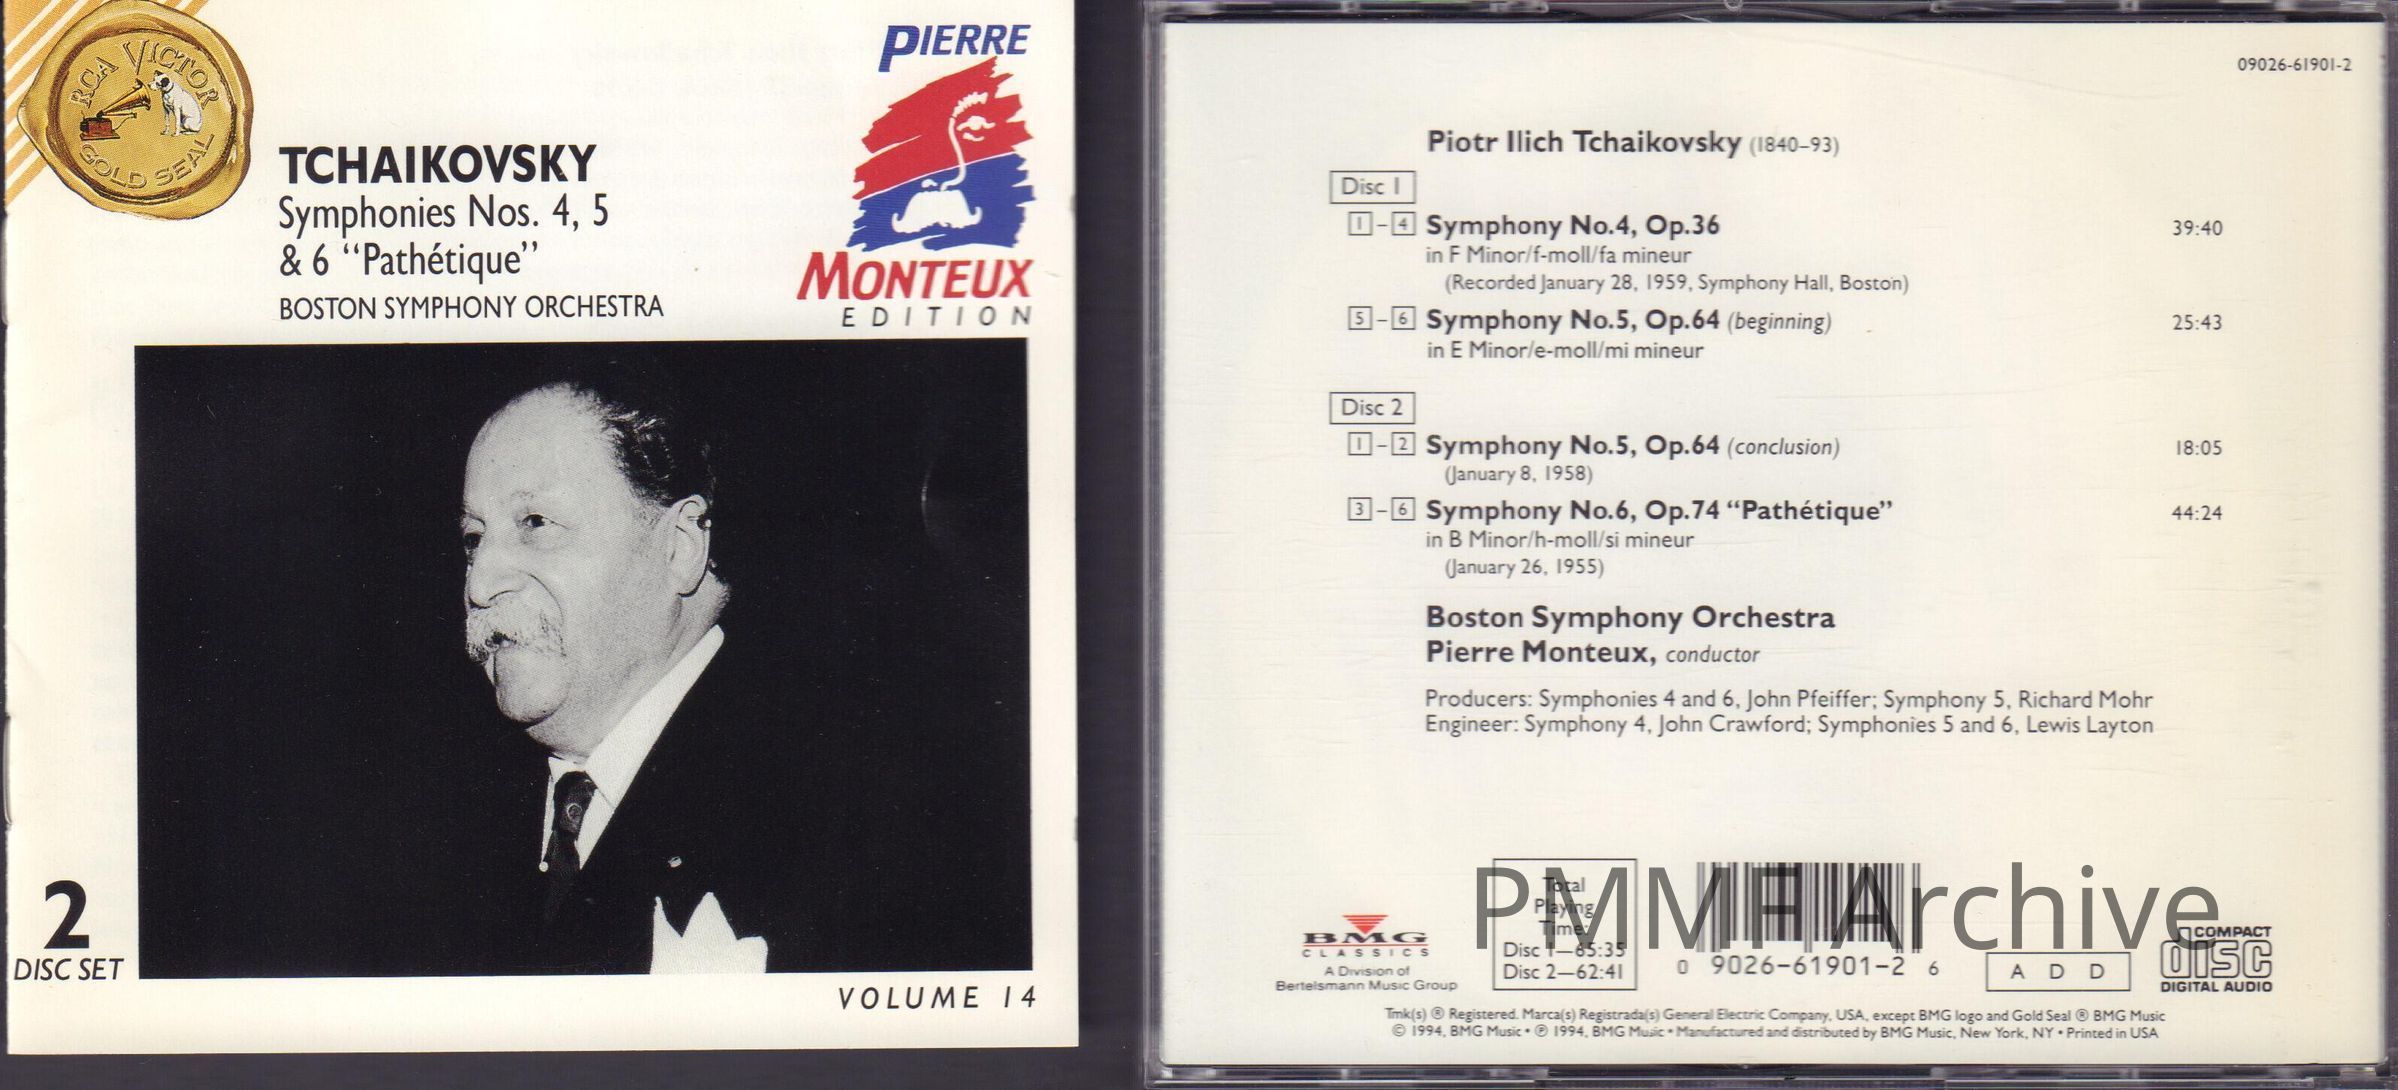 RCA VICTOR
GOLD SEAL
TCHAIKOVSKY
Symphonies Nos. 4, 5
& 6 “Pathétique”
BOSTON SYMPHONY ORCHESTRA
PIERRE
MONTEUX
EDITION
2
DISC SET
VOLUME 14
09026-61901-2
Piotr Ilich Tchaikovsky (1840–93)
Disc 1
1 – 4 Symphony No.4, Op.36 39:40
in F Minor/f-moll/fa mineur
(Recorded January 28, 1959, Symphony Hall, Boston)
5 – 6 Symphony No.5, Op.64 (beginning) 25:43
in E Minor/e-moll/mi mineur
Disc 2
1 – 2 Symphony No.5, Op.64 (conclusion) 18:05
(January 8, 1958)
3 – 6 Symphony No.6, Op.74 “Pathétique” 44:24
in B Minor/h-moll/si mineur
(January 26, 1955)
Boston Symphony Orchestra
Pierre Monteux, conductor
Producers: Symphonies 4 and 6, John Pfeiffer; Symphony 5, Richard Mohr
Engineer: Symphony 4, John Crawford; Symphonies 5 and 6, Lewis Layton
PMMF Archive
BMG
CLASSICS
A Division of
Bertelsmann Music Group
Total
Playing
Time:
Disc 1—65:35
Disc 2—62:41
0 9026-61901-2 6
A D D
COMPACT
disc
DIGITAL AUDIO
Tmk(s) ® Registered. Marca(s) Registrada(s) General Electric Company, USA, except BMG logo and Gold Seal ® BMG Music
© 1994, BMG Music • ℗ 1994, BMG Music • Manufactured and distributed by BMG Music, New York, NY • Printed in USA